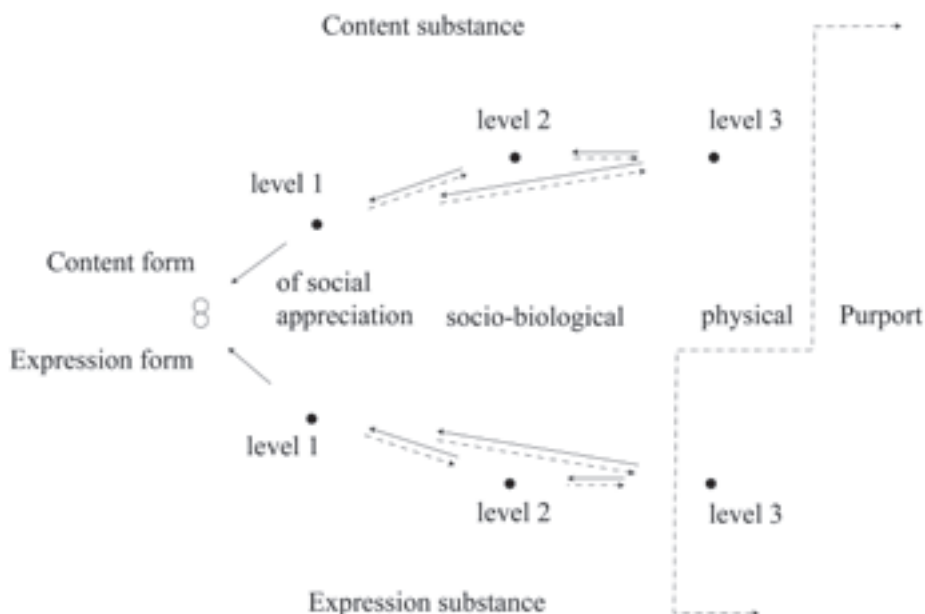 Content substance
level 2
level 3
level 1
Content form
of social
appreciation
socio-biological
physical
Purport
Expression form
level 1
level 2
level 3
Expression substance